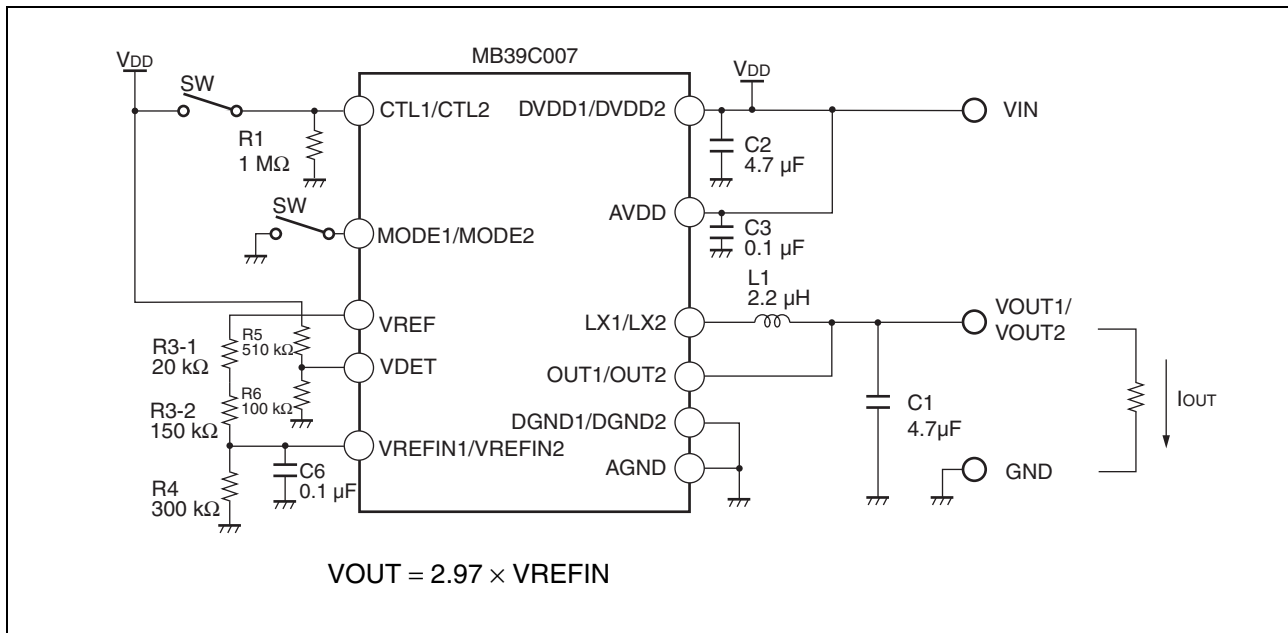 MB39C007
VDD
SW
CTL1/CTL2
R1
1 MΩ
SW
MODE1/MODE2
VREF
R3-1
20 kΩ
R5
510 kΩ
VDET
R6
100 kΩ
R3-2
150 kΩ
VREFIN1/VREFIN2
C6
0.1 µF
R4
300 kΩ
DVDD1/DVDD2
VDD
VIN
C2
4.7 µF
AVDD
C3
0.1 µF
L1
2.2 µH
LX1/LX2
VOUT1/
VOUT2
OUT1/OUT2
C1
4.7µF
IOUT
DGND1/DGND2
AGND
GND
VOUT = 2.97 × VREFIN